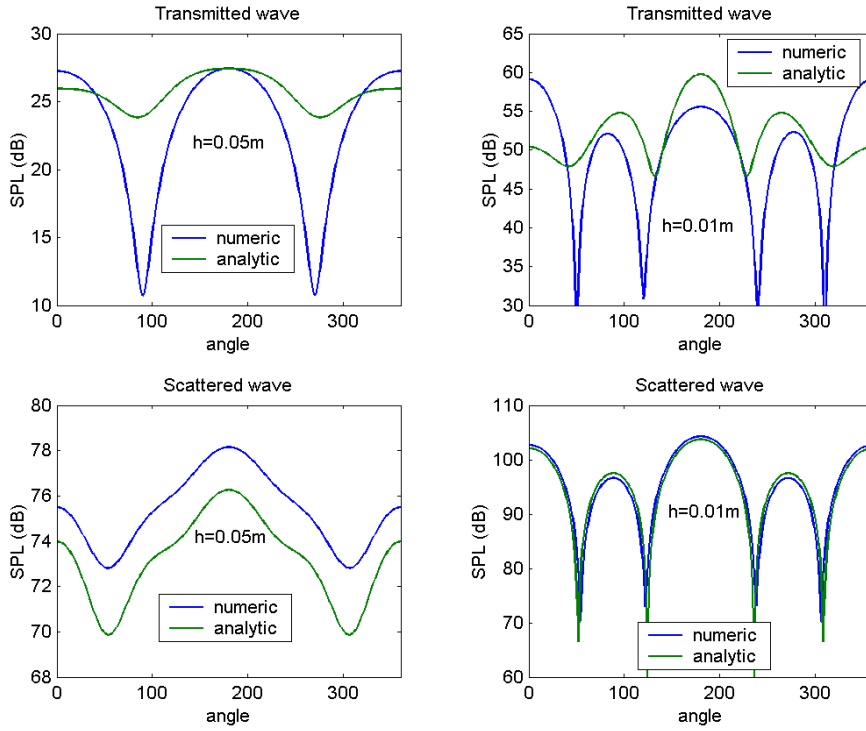 Transmitted wave
30
25
20
15
10
SPL (dB)
h=0.05m
numeric
analytic
0
100
200
300
angle
Transmitted wave
65
60
55
50
45
40
35
30
SPL (dB)
numeric
analytic
h=0.01m
0
100
200
300
angle
Scattered wave
80
78
76
74
72
70
68
SPL (dB)
h=0.05m
numeric
analytic
0
100
200
300
angle
Scattered wave
110
100
90
80
70
60
SPL (dB)
h=0.01m
numeric
analytic
0
100
200
300
angle